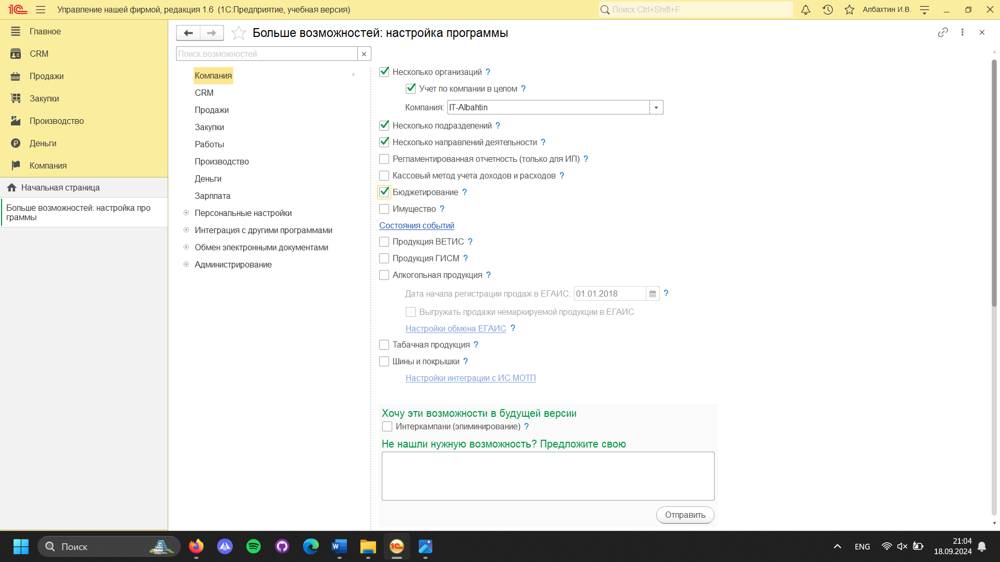 Управление нашей фирмой, редакция 1.6 (1С:Предприятие, учебная версия)
Поиск Ctrl+Shift+F
Албахтин И.В.
Главное
CRM
Продажи
Закупки
Производство
Деньги
Компания
Начальная страница
Больше возможностей: настройка про
граммы
Больше возможностей: настройка программы
Поиск возможностей
Компания
CRM
Продажи
Закупки
Работы
Производство
Деньги
Зарплата
Персональные настройки
Интеграция с другими программами
Обмен электронными документами
Администрирование
Несколько организаций ?
Учет по компании в целом ?
Компания: IT-Albahtin
Несколько подразделений ?
Несколько направлений деятельности ?
Регламентированная отчетность (только для ИП) ?
Кассовый метод учета доходов и расходов ?
Бюджетирование ?
Имущество ?
Состояния событий
Продукция ВЕТИС ?
Продукция ГИСМ ?
Алкогольная продукция ?
Дата начала регистрации продаж в ЕГАИС: 01.01.2018 ?
Выгружать продажи немаркируемой продукции в ЕГАИС
Настройки обмена ЕГАИС ?
Табачная продукция ?
Шины и покрышки ?
Настройки интеграции с ИС МОТП
Хочу эти возможности в будущей версии
Интеркампани (элиминирование) ?
Не нашли нужную возможность? Предложите свою
Отправить
Поиск
ENG
21:04
18.09.2024